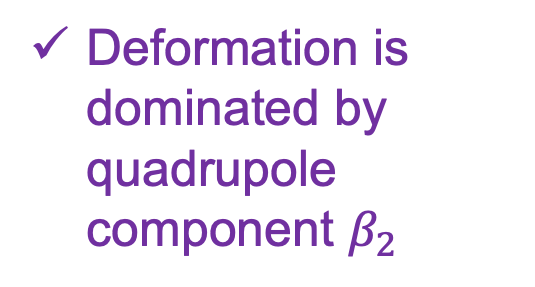 ✓ Deformation is
dominated by
quadrupole
component β₂